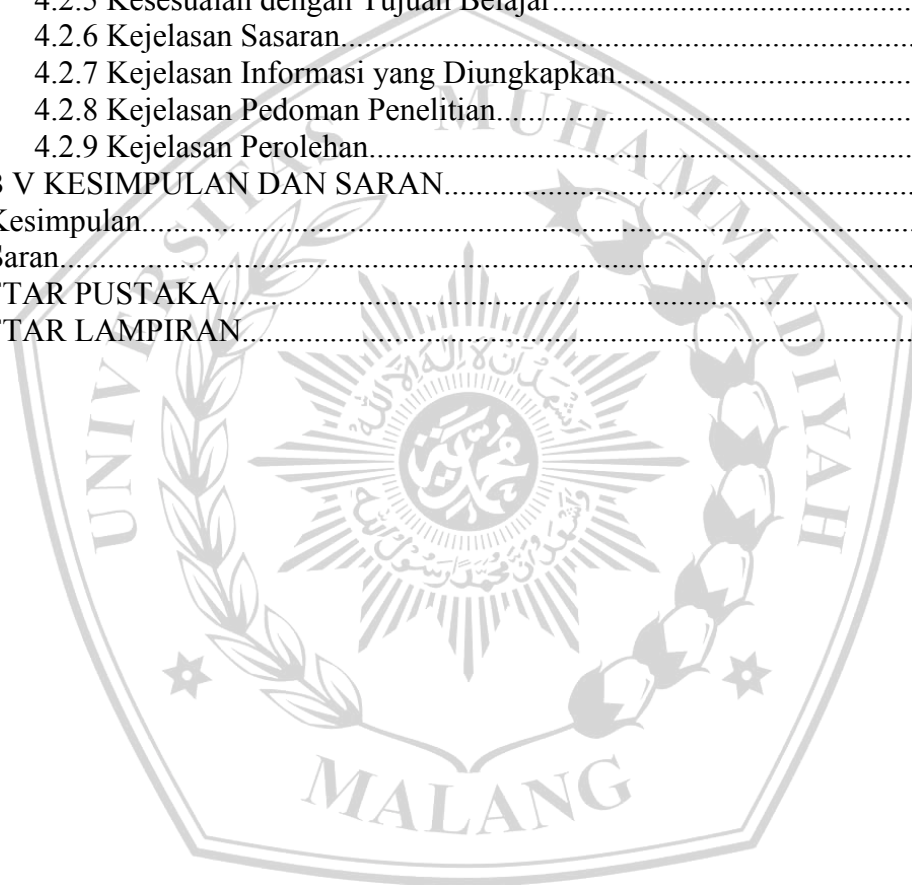 4.2.5 Kesesuaian dengan Tujuan Belajar........................................
4.2.6 Kejelasan Sasaran........................................
4.2.7 Kejelasan Informasi yang Diungkapkan........................................
4.2.8 Kejelasan Pedoman Penelitian........................................
4.2.9 Kejelasan Perolehan........................................
B V KESIMPULAN DAN SARAN........................................
Kesimpulan........................................
Saran........................................
TAR PUSTAKA........................................
TAR LAMPIRAN........................................
UNIVERSITAS MUHAMMADIYAH
MALANG